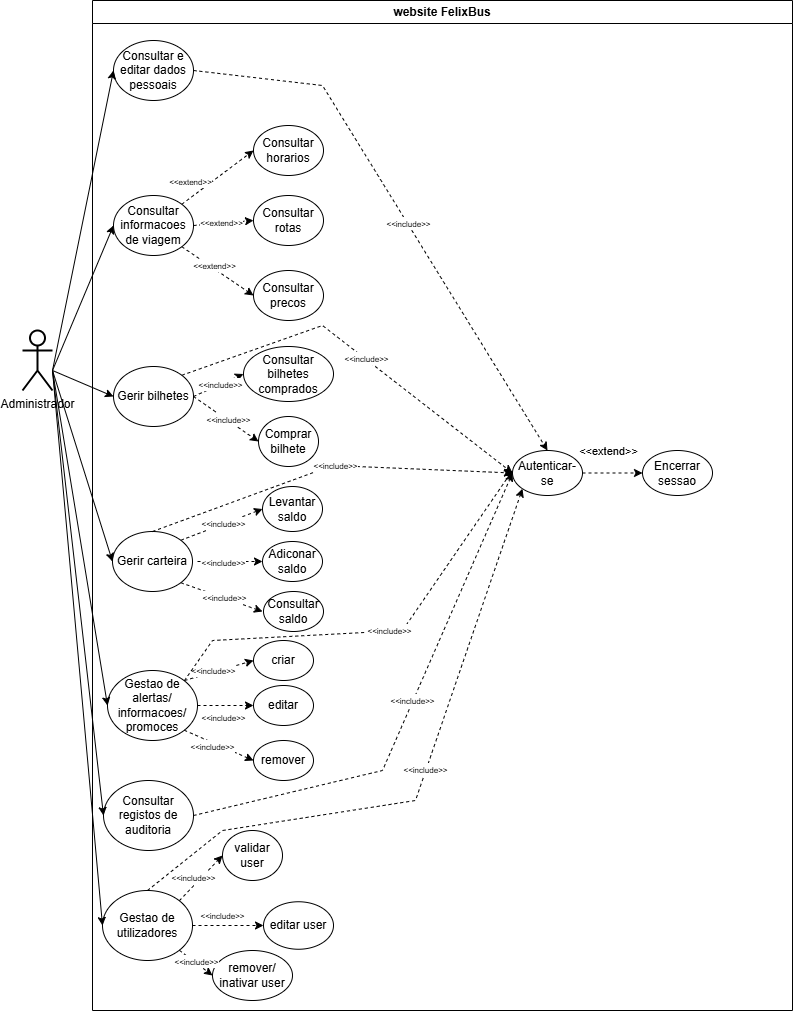 website FelixBus
Consultar e
editar dados
pessoais
Consultar
horarios
<<extend>>
Consultar
informacoes
de viagem
<<extend>>
Consultar
rotas
<<include>>
<<extend>>
Consultar
precos
Administrador
Gerir bilhetes
<<include>>
Consultar
bilhetes
comprados
<<include>>
<<include>>
Comprar
bilhete
<<include>>
Autenticar-
se
<<extend>>
Encerrar
sessao
Gerir carteira
<<include>>
Levantar
saldo
<<include>>
Adiconar
saldo
<<include>>
Consultar
saldo
<<include>>
Gestao de
alertas/
informacoes/
promoces
<<include>>
criar
<<include>>
editar
<<include>>
remover
<<include>>
Consultar
registos de
auditoria
<<include>>
validar
user
<<include>>
Gestao de
utilizadores
<<include>>
editar user
<<include>>
remover/
inativar user